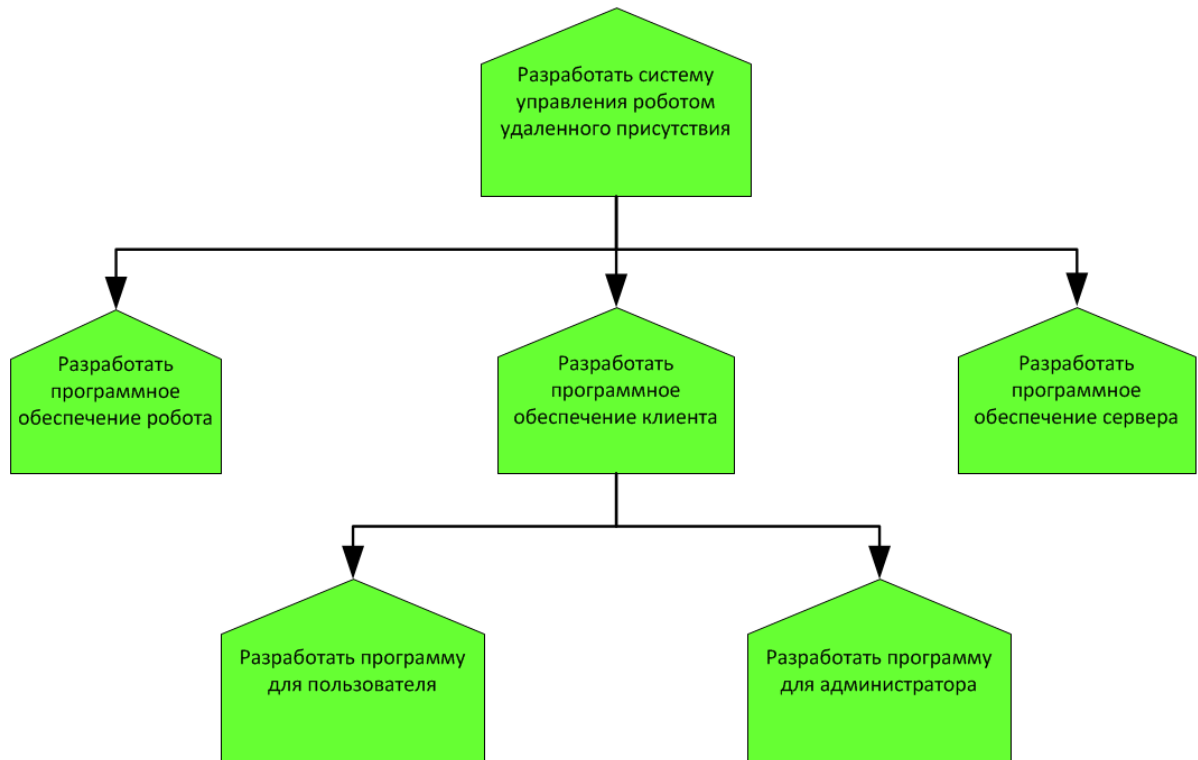 Разработать систему
управления роботом
удаленного присутствия
Разработать
программное
обеспечение робота
Разработать
программное
обеспечение клиента
Разработать
программное
обеспечение сервера
Разработать программу
для пользователя
Разработать программу
для администратора